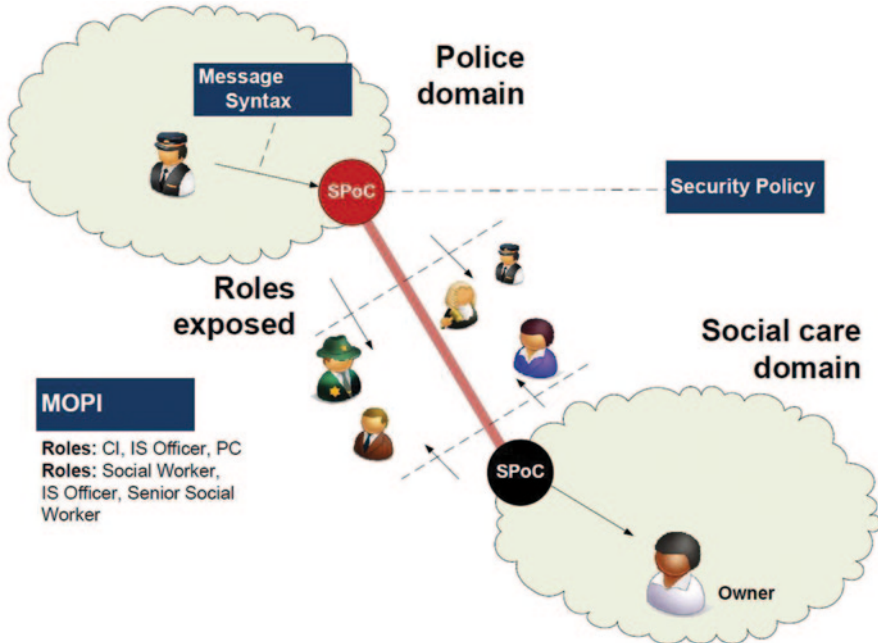 Police
domain
Message
Syntax
SPoC
Security Policy
Roles
exposed
Social care
domain
MOPI
Roles: CI, IS Officer, PC
Roles: Social Worker,
IS Officer, Senior Social
Worker
SPoC
Owner